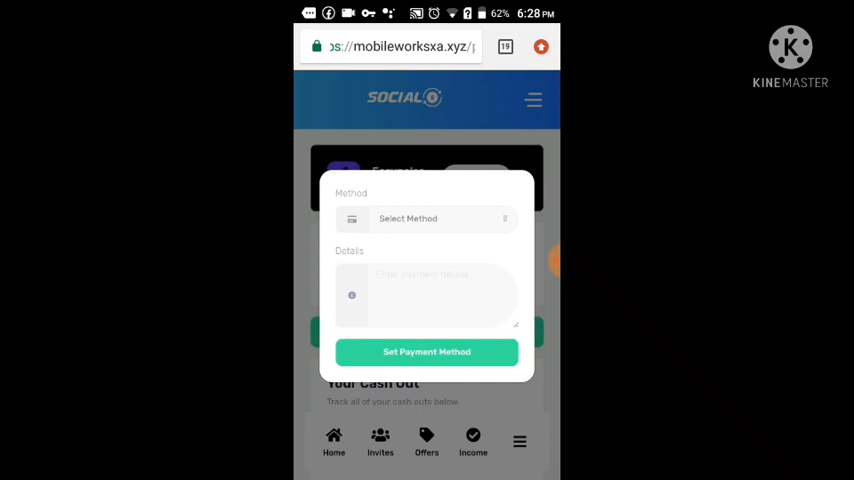 62% 6:28 PM
ps://mobileworksxa.xyz/p
19
SOCIAL
K
KINEMASTER
Method
Select Method
Details
Enter payment details
Set Payment Method
Your Cash Out
Track all of your cash outs below.
Home Invites Offers Income